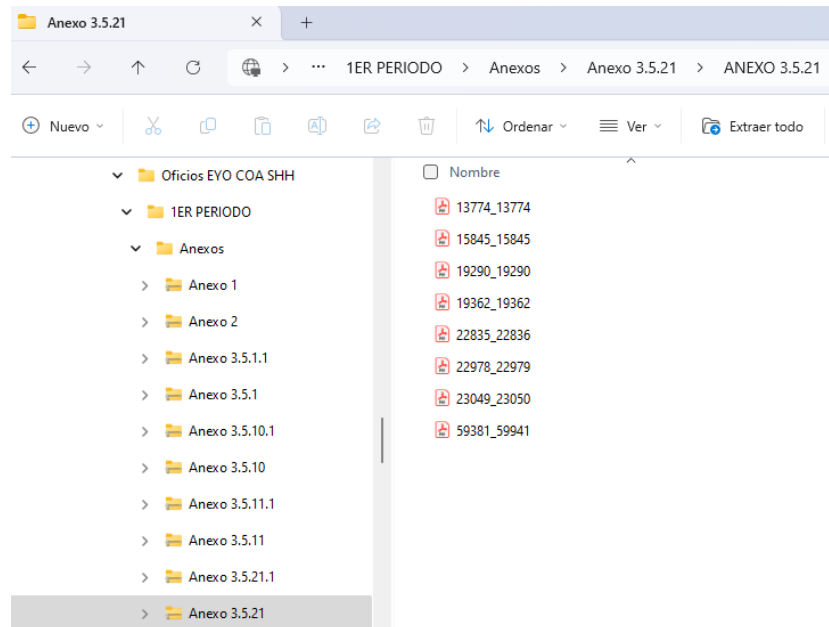 Anexo 3.5.21
1ER PERIODO > Anexos > Anexo 3.5.21 > ANEXO 3.5.21
Nuevo
Ordenar
Ver
Extraer todo
Oficios EYO COA SHH
1ER PERIODO
Anexos
Anexo 1
Anexo 2
Anexo 3.5.1.1
Anexo 3.5.1
Anexo 3.5.10.1
Anexo 3.5.10
Anexo 3.5.11.1
Anexo 3.5.11
Anexo 3.5.21.1
Anexo 3.5.21
Nombre
13774_13774
15845_15845
19290_19290
19362_19362
22835_22836
22978_22979
23049_23050
59381_59941